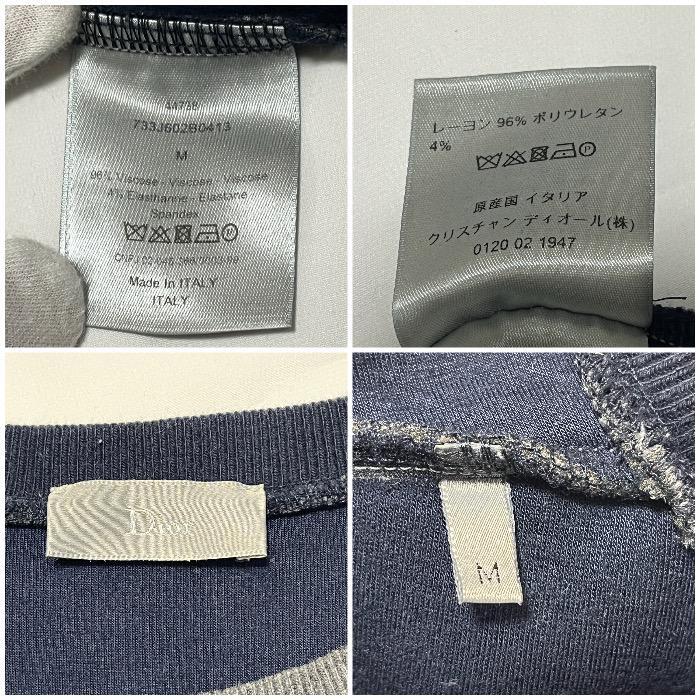 44738
733J602B0413
M
96% Viscose - Viscose - Viscose
4% Elasthanne - Elastane
Spandex
Made In ITALY
ITALY
レーヨン 96% ポリウレタン
4%
原産国 イタリア
クリスチャン ディオール(株)
0120 02 1947
Dior
M